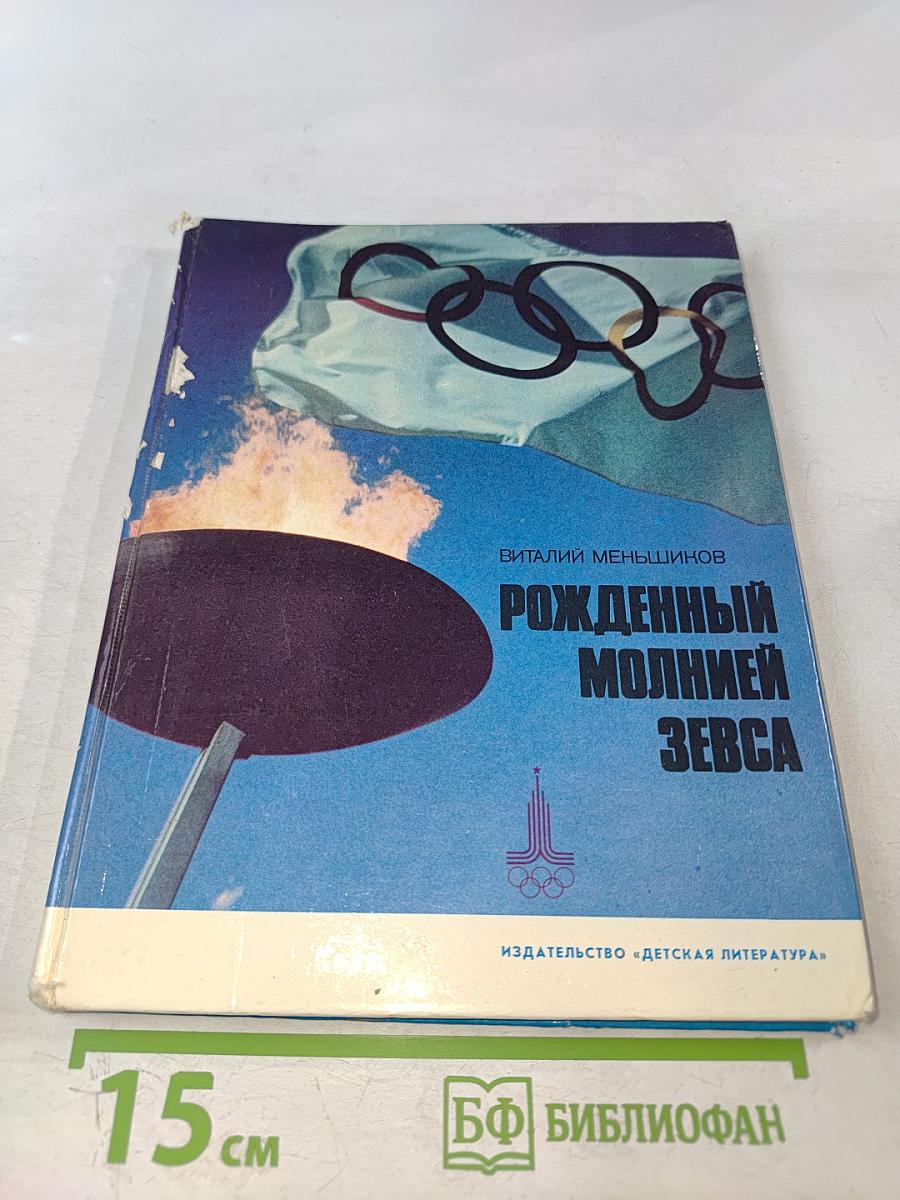 ВИТАЛИЙ МЕНЬШИКОВ
РОЖДЕННЫЙ
МОЛНИЕЙ
ЗЕВСА
ИЗДАТЕЛЬСТВО «ДЕТСКАЯ ЛИТЕРАТУРА»
15 см
БФ БИБЛИОФАН